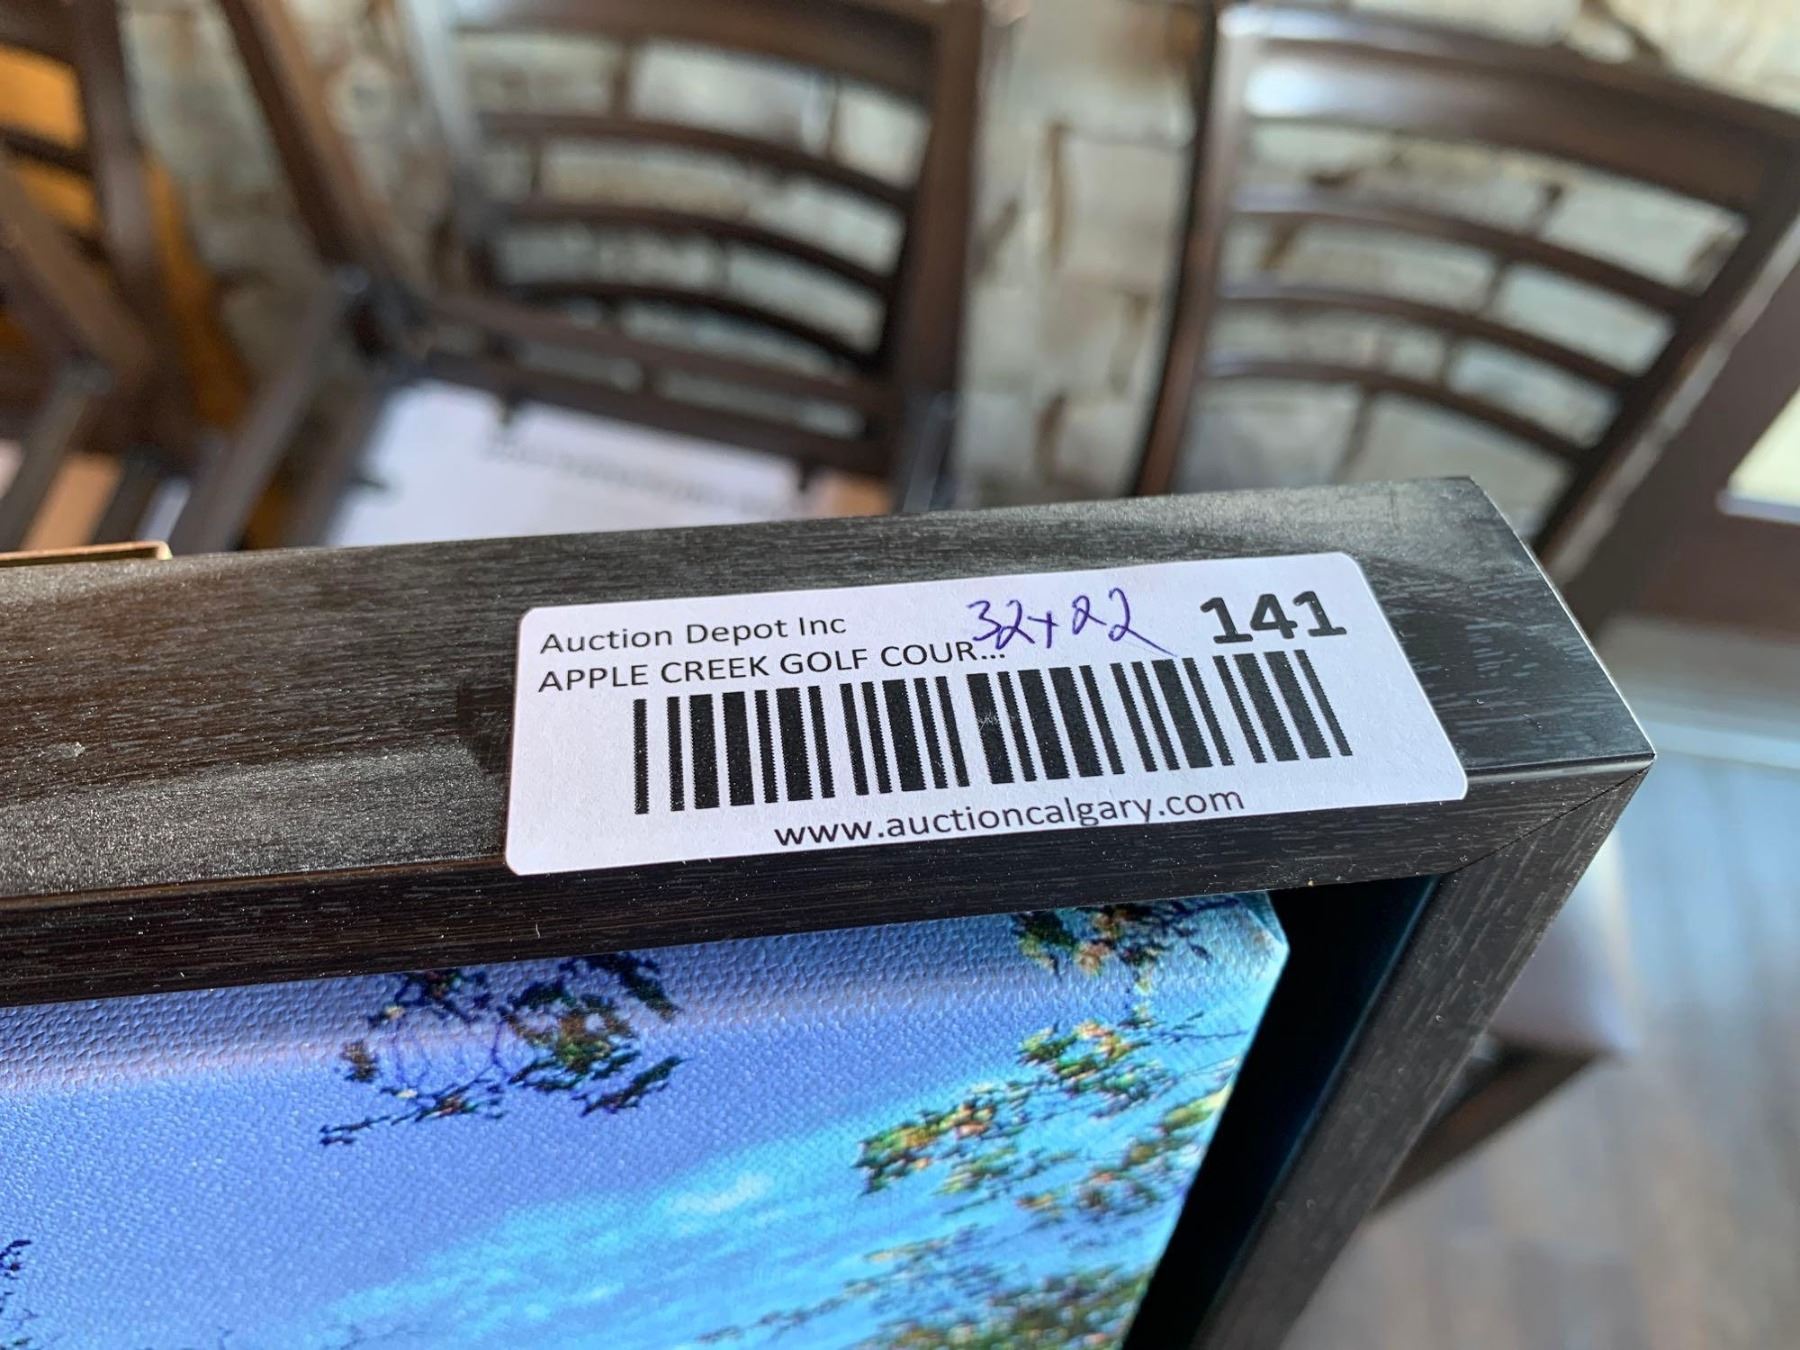 Auction Depot Inc
32x22
141
APPLE CREEK GOLF COUR...
www.auctioncalgary.com